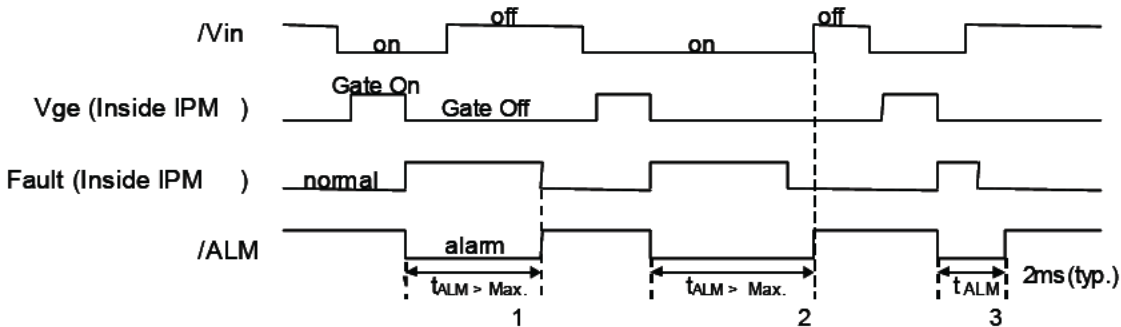 /Vin
off
off
on
on
Gate On
Vge (Inside IPM )
Gate Off
Fault (Inside IPM )
normal
/ALM
alarm
tALM > Max.
tALM > Max.
tALM
2ms(typ.)
1
2
3